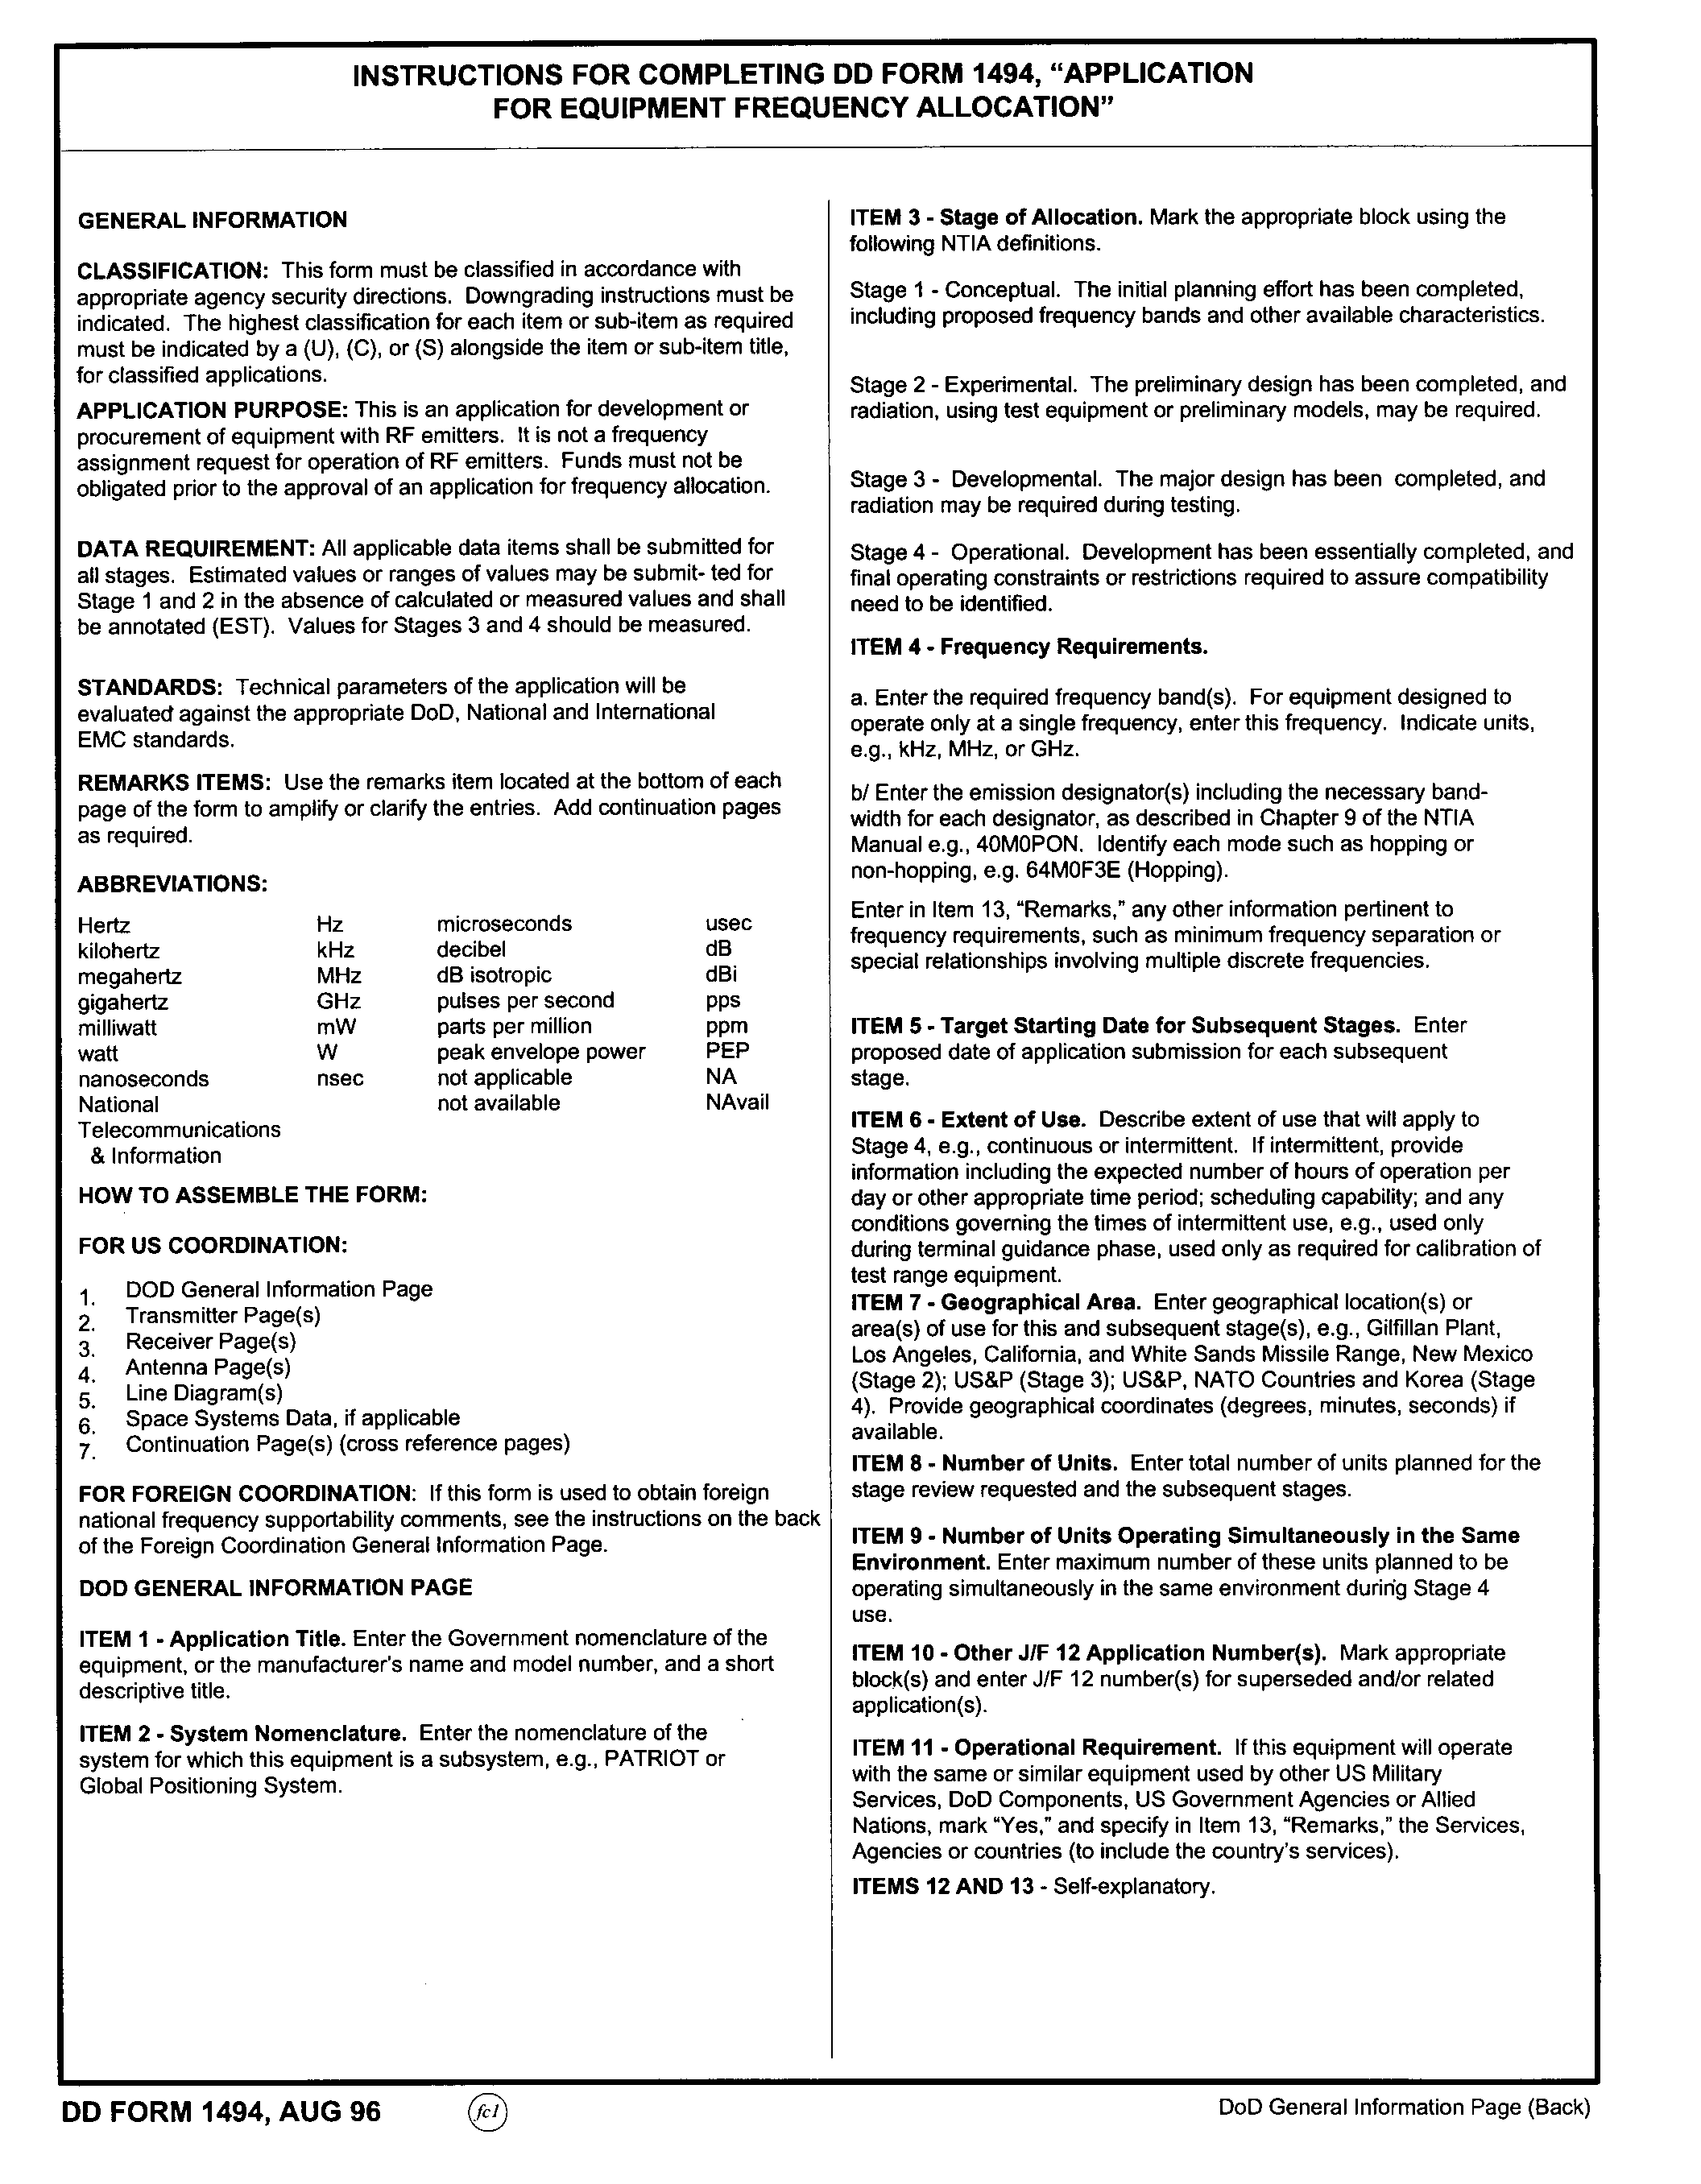 INSTRUCTIONS FOR COMPLETING DD FORM 1494, “APPLICATION
FOR EQUIPMENT FREQUENCY ALLOCATION”
GENERAL INFORMATION
CLASSIFICATION: This form must be classified in accordance with
appropriate agency security directions. Downgrading instructions must be
indicated. The highest classification for each item or sub-item as required
must be indicated by a (U), (C), or (S) alongside the item or sub-item title,
for classified applications.
APPLICATION PURPOSE: This is an application for development or
procurement of equipment with RF emitters. It is not a frequency
assignment request for operation of RF emitters. Funds must not be
obligated prior to the approval of an application for frequency allocation.
DATA REQUIREMENT: All applicable data items shall be submitted for
all stages. Estimated values or ranges of values may be submit- ted for
Stage 1 and 2 in the absence of calculated or measured values and shall
be annotated (EST). Values for Stages 3 and 4 should be measured.
STANDARDS: Technical parameters of the application will be
evaluated against the appropriate DoD, National and International
EMC standards.
REMARKS ITEMS: Use the remarks item located at the bottom of each
page of the form to amplify or clarify the entries. Add continuation pages
as required.
ABBREVIATIONS:
Hertz Hz microseconds usec
kilohertz kHz decibel dB
megahertz MHz dB isotropic dBi
gigahertz GHz pulses per second pps
milliwatt mW parts per million ppm
watt W peak envelope power PEP
nanoseconds nsec not applicable NA
National not available NAvail
Telecommunications
& Information
HOW TO ASSEMBLE THE FORM:
FOR US COORDINATION:
1. DOD General Information Page
2. Transmitter Page(s)
3. Receiver Page(s)
4. Antenna Page(s)
5. Line Diagram(s)
6. Space Systems Data, if applicable
7. Continuation Page(s) (cross reference pages)
FOR FOREIGN COORDINATION: If this form is used to obtain foreign
national frequency supportability comments, see the instructions on the back
of the Foreign Coordination General Information Page.
DOD GENERAL INFORMATION PAGE
ITEM 1 - Application Title. Enter the Government nomenclature of the
equipment, or the manufacturer's name and model number, and a short
descriptive title.
ITEM 2 - System Nomenclature. Enter the nomenclature of the
system for which this equipment is a subsystem, e.g., PATRIOT or
Global Positioning System.
ITEM 3 - Stage of Allocation. Mark the appropriate block using the
following NTIA definitions.
Stage 1 - Conceptual. The initial planning effort has been completed,
including proposed frequency bands and other available characteristics.
Stage 2 - Experimental. The preliminary design has been completed, and
radiation, using test equipment or preliminary models, may be required.
Stage 3 - Developmental. The major design has been completed, and
radiation may be required during testing.
Stage 4 - Operational. Development has been essentially completed, and
final operating constraints or restrictions required to assure compatibility
need to be identified.
ITEM 4 - Frequency Requirements.
a. Enter the required frequency band(s). For equipment designed to
operate only at a single frequency, enter this frequency. Indicate units,
e.g., kHz, MHz, or GHz.
b/ Enter the emission designator(s) including the necessary band-
width for each designator, as described in Chapter 9 of the NTIA
Manual e.g., 40M0PON. Identify each mode such as hopping or
non-hopping, e.g. 64M0F3E (Hopping).
Enter in Item 13, “Remarks,” any other information pertinent to
frequency requirements, such as minimum frequency separation or
special relationships involving multiple discrete frequencies.
ITEM 5 - Target Starting Date for Subsequent Stages. Enter
proposed date of application submission for each subsequent
stage.
ITEM 6 - Extent of Use. Describe extent of use that will apply to
Stage 4, e.g., continuous or intermittent. If intermittent, provide
information including the expected number of hours of operation per
day or other appropriate time period; scheduling capability; and any
conditions governing the times of intermittent use, e.g., used only
during terminal guidance phase, used only as required for calibration of
test range equipment.
ITEM 7 - Geographical Area. Enter geographical location(s) or
area(s) of use for this and subsequent stage(s), e.g., Gilfillan Plant,
Los Angeles, California, and White Sands Missile Range, New Mexico
(Stage 2); US&P (Stage 3); US&P, NATO Countries and Korea (Stage
4). Provide geographical coordinates (degrees, minutes, seconds) if
available.
ITEM 8 - Number of Units. Enter total number of units planned for the
stage review requested and the subsequent stages.
ITEM 9 - Number of Units Operating Simultaneously in the Same
Environment. Enter maximum number of these units planned to be
operating simultaneously in the same environment during Stage 4
use.
ITEM 10 - Other J/F 12 Application Number(s). Mark appropriate
block(s) and enter J/F 12 number(s) for superseded and/or related
application(s).
ITEM 11 - Operational Requirement. If this equipment will operate
with the same or similar equipment used by other US Military
Services, DoD Components, US Government Agencies or Allied
Nations, mark “Yes,” and specify in Item 13, “Remarks,” the Services,
Agencies or countries (to include the country's services).
ITEMS 12 AND 13 - Self-explanatory.
DD FORM 1494, AUG 96 fc1 DoD General Information Page (Back)